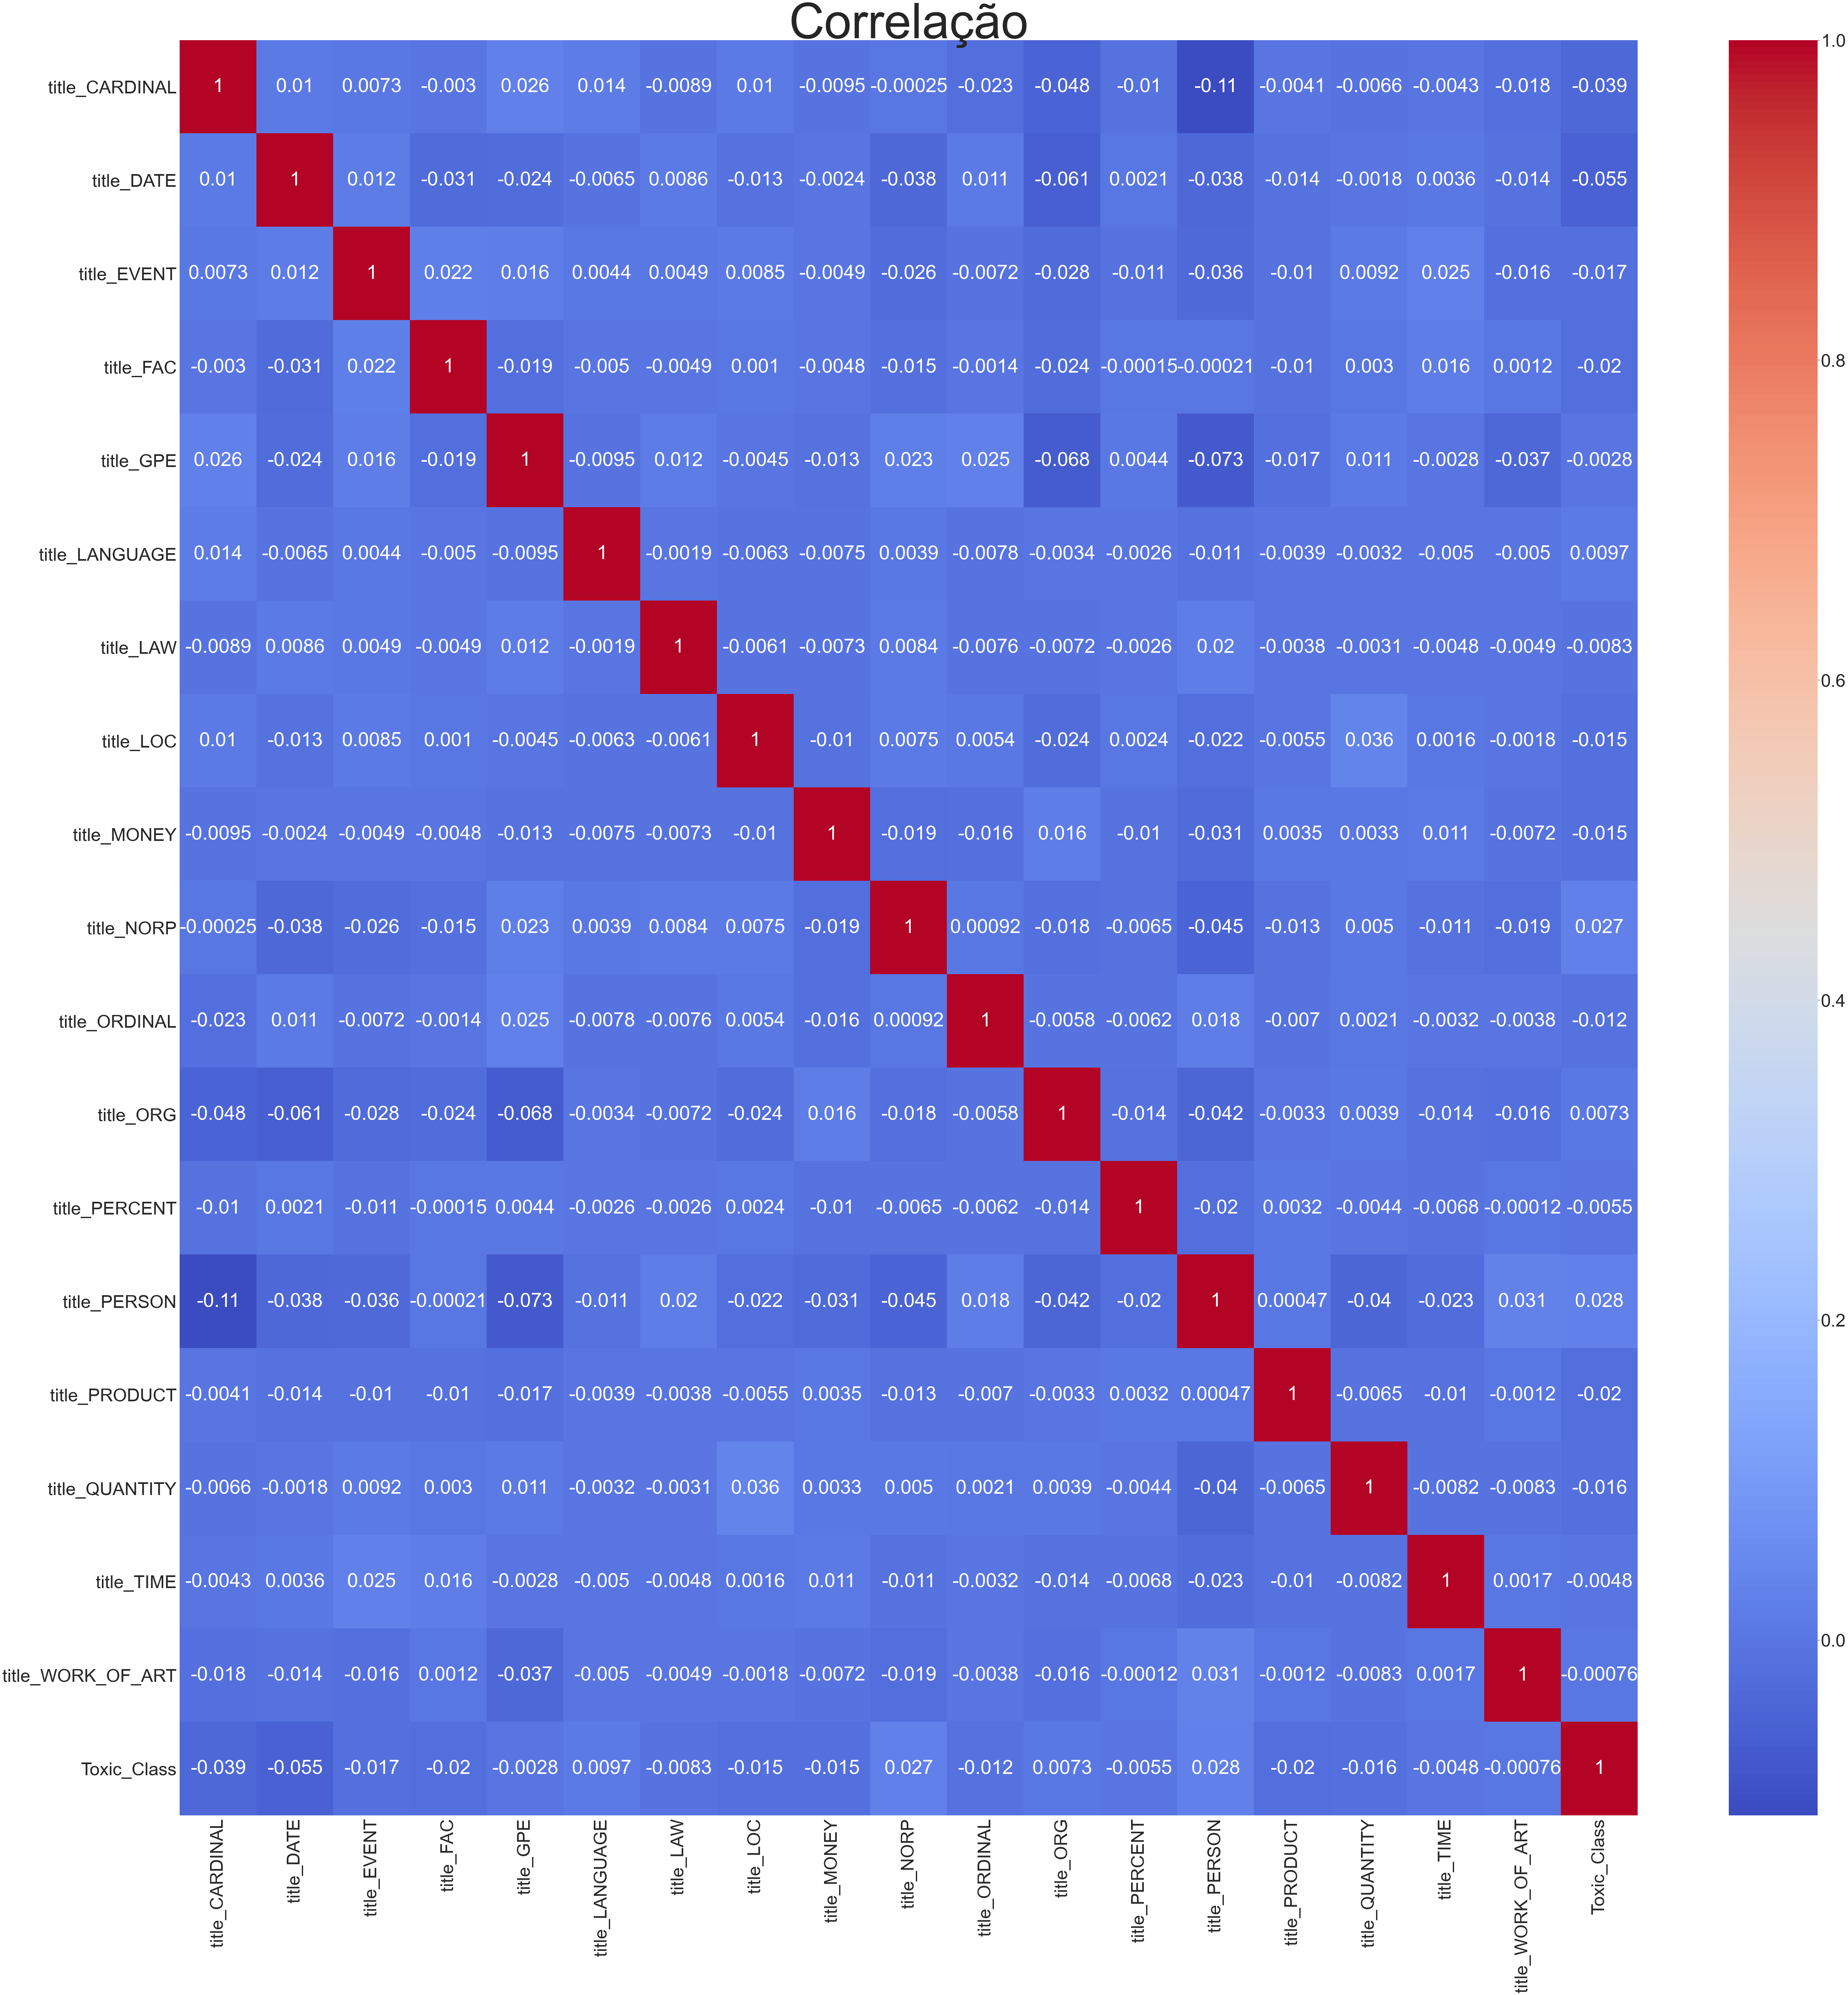 Correlação
title_CARDINAL 1 0.01 0.0073 -0.003 0.026 0.014 -0.0089 0.01 -0.0095 -0.00025 -0.023 -0.048 -0.01 -0.11 -0.0041 -0.0066 -0.0043 -0.018 -0.039
title_DATE 0.01 1 0.012 -0.031 -0.024 -0.0065 0.0086 -0.013 -0.0024 -0.038 0.011 -0.061 0.0021 -0.038 -0.014 -0.0018 0.0036 -0.014 -0.055
title_EVENT 0.0073 0.012 1 0.022 0.016 0.0044 0.0049 0.0085 -0.0049 -0.026 -0.0072 -0.028 -0.011 -0.036 -0.01 0.0092 0.025 -0.016 -0.017
title_FAC -0.003 -0.031 0.022 1 -0.019 -0.005 -0.0049 0.001 -0.0048 -0.015 -0.0014 -0.024 -0.00015 -0.00021 -0.01 0.003 0.016 0.0012 -0.02
title_GPE 0.026 -0.024 0.016 -0.019 1 -0.0095 0.012 -0.0045 -0.013 0.023 0.025 -0.068 0.0044 -0.073 -0.017 0.011 -0.0028 -0.037 -0.0028
title_LANGUAGE 0.014 -0.0065 0.0044 -0.005 -0.0095 1 -0.0019 -0.0063 -0.0075 0.0039 -0.0078 -0.0034 -0.0026 -0.011 -0.0039 -0.0032 -0.005 -0.005 0.0097
title_LAW -0.0089 0.0086 0.0049 -0.0049 0.012 -0.0019 1 -0.0061 -0.0073 0.0084 -0.0076 -0.0072 -0.0026 0.02 -0.0038 -0.0031 -0.0048 -0.0049 -0.0083
title_LOC 0.01 -0.013 0.0085 0.001 -0.0045 -0.0063 -0.0061 1 -0.01 0.0075 0.0054 -0.024 0.0024 -0.022 -0.0055 0.036 0.0016 -0.0018 -0.015
title_MONEY -0.0095 -0.0024 -0.0049 -0.0048 -0.013 -0.0075 -0.0073 -0.01 1 -0.019 -0.016 0.016 -0.01 -0.031 0.0035 0.0033 0.011 -0.0072 -0.015
title_NORP -0.00025 -0.038 -0.026 -0.015 0.023 0.0039 0.0084 0.0075 -0.019 1 0.00092 -0.018 -0.0065 -0.045 -0.013 0.005 -0.011 -0.019 0.027
title_ORDINAL -0.023 0.011 -0.0072 -0.0014 0.025 -0.0078 -0.0076 0.0054 -0.016 0.00092 1 -0.0058 -0.0062 0.018 -0.007 0.0021 -0.0032 -0.0038 -0.012
title_ORG -0.048 -0.061 -0.028 -0.024 -0.068 -0.0034 -0.0072 -0.024 0.016 -0.018 -0.0058 1 -0.014 -0.042 -0.0033 0.0039 -0.014 -0.016 0.0073
title_PERCENT -0.01 0.0021 -0.011 -0.00015 0.0044 -0.0026 -0.0026 0.0024 -0.01 -0.0065 -0.0062 -0.014 1 -0.02 0.0032 -0.0044 -0.0068 -0.00012 -0.0055
title_PERSON -0.11 -0.038 -0.036 -0.00021 -0.073 -0.011 0.02 -0.022 -0.031 -0.045 0.018 -0.042 -0.02 1 0.00047 -0.04 -0.023 0.031 0.028
title_PRODUCT -0.0041 -0.014 -0.01 -0.01 -0.017 -0.0039 -0.0038 -0.0055 0.0035 -0.013 -0.007 -0.0033 0.0032 0.00047 1 -0.0065 -0.01 -0.0012 -0.02
title_QUANTITY -0.0066 -0.0018 0.0092 0.003 0.011 -0.0032 -0.0031 0.036 0.0033 0.005 0.0021 0.0039 -0.0044 -0.04 -0.0065 1 -0.0082 -0.0083 -0.016
title_TIME -0.0043 0.0036 0.025 0.016 -0.0028 -0.005 -0.0048 0.0016 0.011 -0.011 -0.0032 -0.014 -0.0068 -0.023 -0.01 -0.0082 1 0.0017 -0.0048
title_WORK_OF_ART -0.018 -0.014 -0.016 0.0012 -0.037 -0.005 -0.0049 -0.0018 -0.0072 -0.019 -0.0038 -0.016 -0.00012 0.031 -0.0012 -0.0083 0.0017 1 -0.00076
Toxic_Class -0.039 -0.055 -0.017 -0.02 -0.0028 0.0097 -0.0083 -0.015 -0.015 0.027 -0.012 0.0073 -0.0055 0.028 -0.02 -0.016 -0.0048 -0.00076 1
title_CARDINAL
title_DATE
title_EVENT
title_FAC
title_GPE
title_LANGUAGE
title_LAW
title_LOC
title_MONEY
title_NORP
title_ORDINAL
title_ORG
title_PERCENT
title_PERSON
title_PRODUCT
title_QUANTITY
title_TIME
title_WORK_OF_ART
Toxic_Class
1.0
0.8
0.6
0.4
0.2
0.0